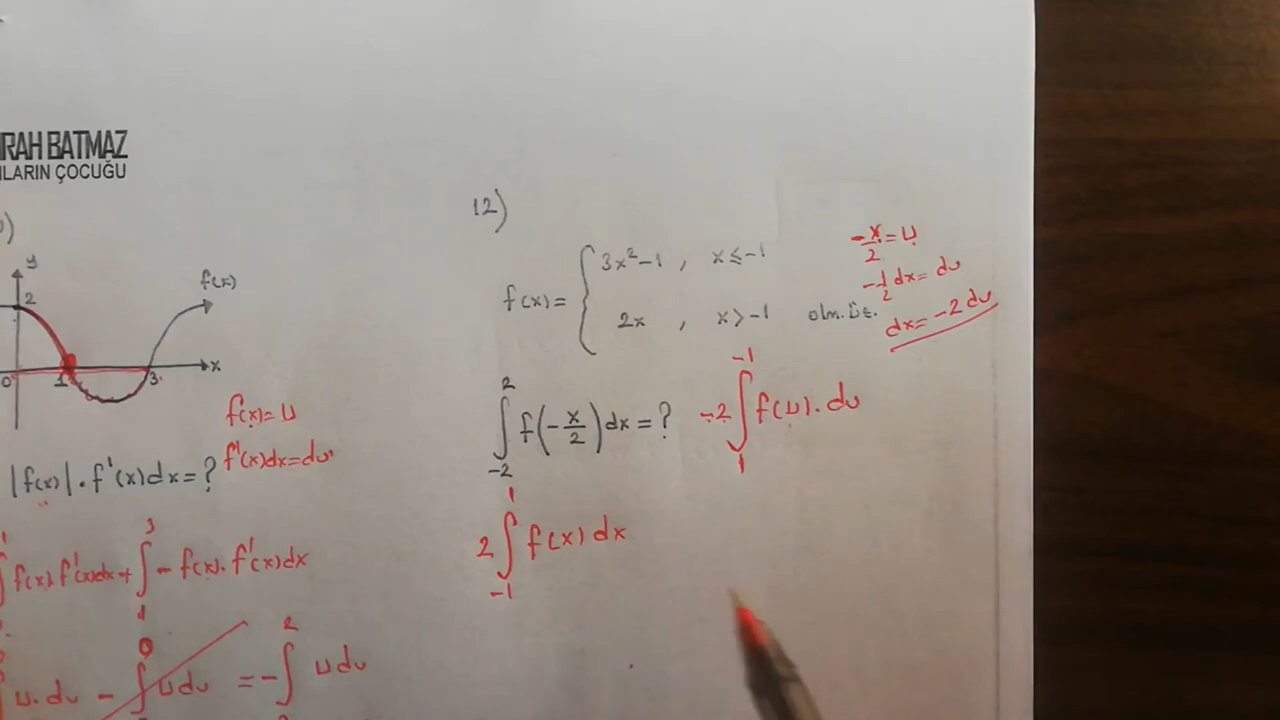 RAH BATMAZ
ILARIN ÇOCUĞU
)
y
2
f(x)
0
1
3
x
f(x)=u
|f(x)|.f'(x)dx=?
f'(x)dx=du
1
3
∫f(x).f'(x)dx+∫-f(x).f'(x)dx
1
0
2
u.du - ∫udu =-∫ udu
12)
f(x)= { 3x²-1 , x≤-1
2x , x>-1 olm.üz.
-x/2=u
-1/2 dx=du
dx=-2du
2
∫ f(-x/2)dx=?
-2
-1
-2∫f(u).du
1
1
2∫f(x)dx
-1